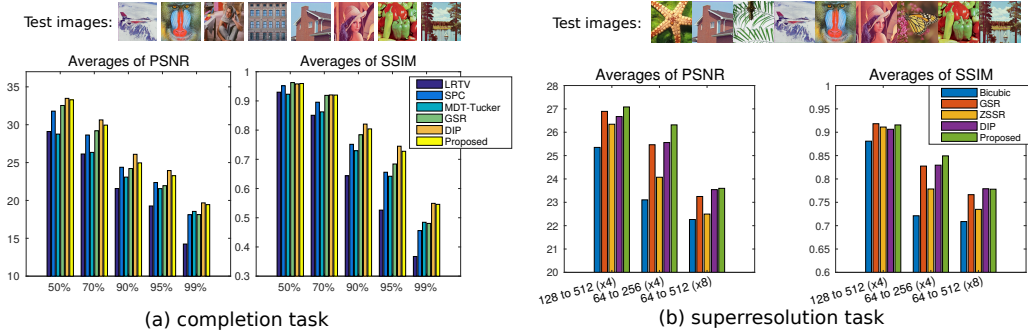 Test images:
Averages of PSNR
35
30
25
20
15
10
50% 70% 90% 95% 99%
Averages of SSIM
1
0.9
0.8
0.7
0.6
0.5
0.4
0.3
50% 70% 90% 95% 99%
LRTV
SPC
MDT-Tucker
GSR
DIP
Proposed
(a) completion task
Test images:
Averages of PSNR
28
27
26
25
24
23
22
21
20
128 to 512 (x4)
64 to 256 (x4)
64 to 512 (x8)
Averages of SSIM
1
0.95
0.9
0.85
0.8
0.75
0.7
0.65
0.6
128 to 512 (x4)
64 to 256 (x4)
64 to 512 (x8)
Bicubic
GSR
ZSSR
DIP
Proposed
(b) superresolution task